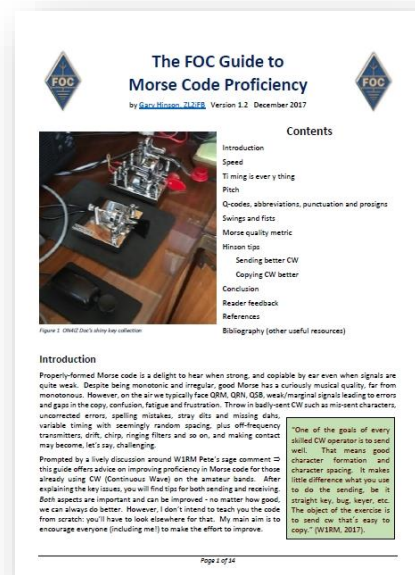 The FOC Guide to
Morse Code Proficiency
by Gary Hinson, ZL2iFB Version 1.2 December 2017
FOC
FOC
Contents
Introduction
Speed
Ti ming is ever y thing
Pitch
Q-codes, abbreviations, punctuation and prosigns
Swings and fists
Morse quality metric
Hinson tips
Sending better CW
Copying CW better
Conclusion
Reader feedback
References
Bibliography (other useful resources)
Figure 1 ON4IZ Doc's shiny key collection
Introduction
Properly-formed Morse code is a delight to hear when strong, and copiable by ear even when signals are
quite weak. Despite being monotonic and irregular, good Morse has a curiously musical quality, far from
monotonous. However, on the air we typically face QRM, QRN, QSB, weak/marginal signals leading to errors
and gaps in the copy, confusion, fatigue and frustration. Throw in badly-sent CW such as mis-sent characters,
uncorrected errors, spelling mistakes, stray dits and missing dahs,
variable timing with seemingly random spacing, plus off-frequency
transmitters, drift, chirp, ringing filters and so on, and making contact
may become, let's say, challenging.
Prompted by a lively discussion around W1RM Pete's sage comment ⇒
this guide offers advice on improving proficiency in Morse code for those
already using CW (Continuous Wave) on the amateur bands. After
explaining the key issues, you will find tips for both sending and receiving.
Both aspects are important and can be improved - no matter how good,
we can always do better. However, I don't intend to teach you the code
from scratch: you'll have to look elsewhere for that. My main aim is to
encourage everyone (including me!) to make the effort to improve.
"One of the goals of every
skilled CW operator is to send
well. That means good
character formation and
character spacing. It makes
little difference what you use
to do the sending, be it
straight key, bug, keyer, etc.
The object of the exercise is
to send cw that's easy to
copy." (W1RM, 2017).
Page 1 of 14